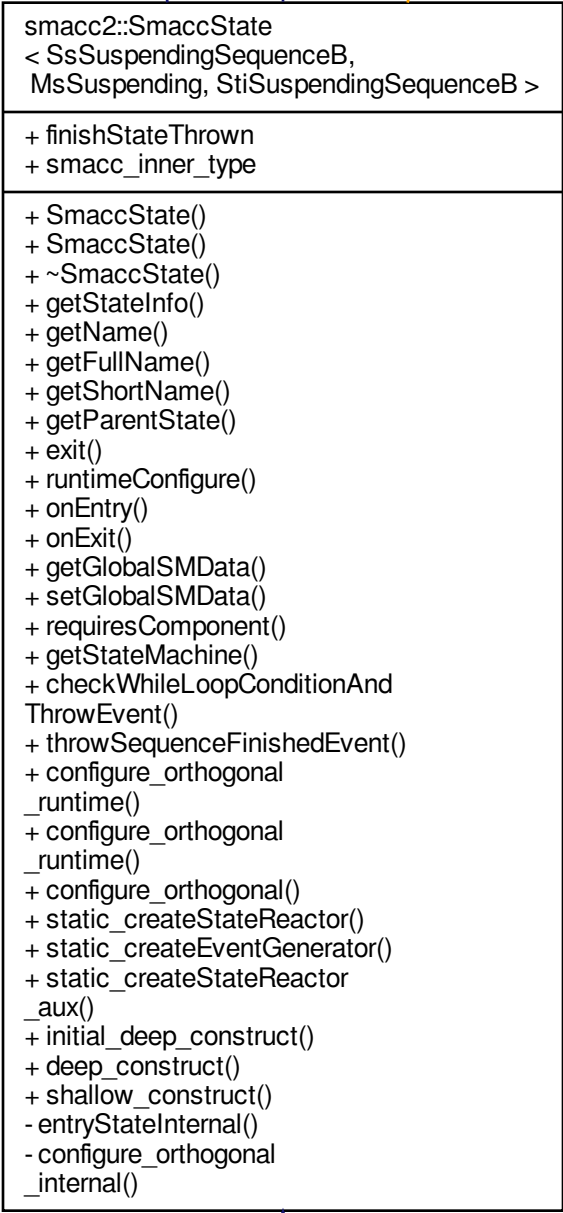 smacc2::SmaccState
< SsSuspendingSequenceB,
MsSuspending, StiSuspendingSequenceB >
+ finishStateThrown
+ smacc_inner_type
+ SmaccState()
+ SmaccState()
+ ~SmaccState()
+ getStateInfo()
+ getName()
+ getFullName()
+ getShortName()
+ getParentState()
+ exit()
+ runtimeConfigure()
+ onEntry()
+ onExit()
+ getGlobalSMData()
+ setGlobalSMData()
+ requiresComponent()
+ getStateMachine()
+ checkWhileLoopConditionAnd
ThrowEvent()
+ throwSequenceFinishedEvent()
+ configure_orthogonal
_runtime()
+ configure_orthogonal
_runtime()
+ configure_orthogonal()
+ static_createStateReactor()
+ static_createEventGenerator()
+ static_createStateReactor
_aux()
+ initial_deep_construct()
+ deep_construct()
+ shallow_construct()
- entryStateInternal()
- configure_orthogonal
_internal()